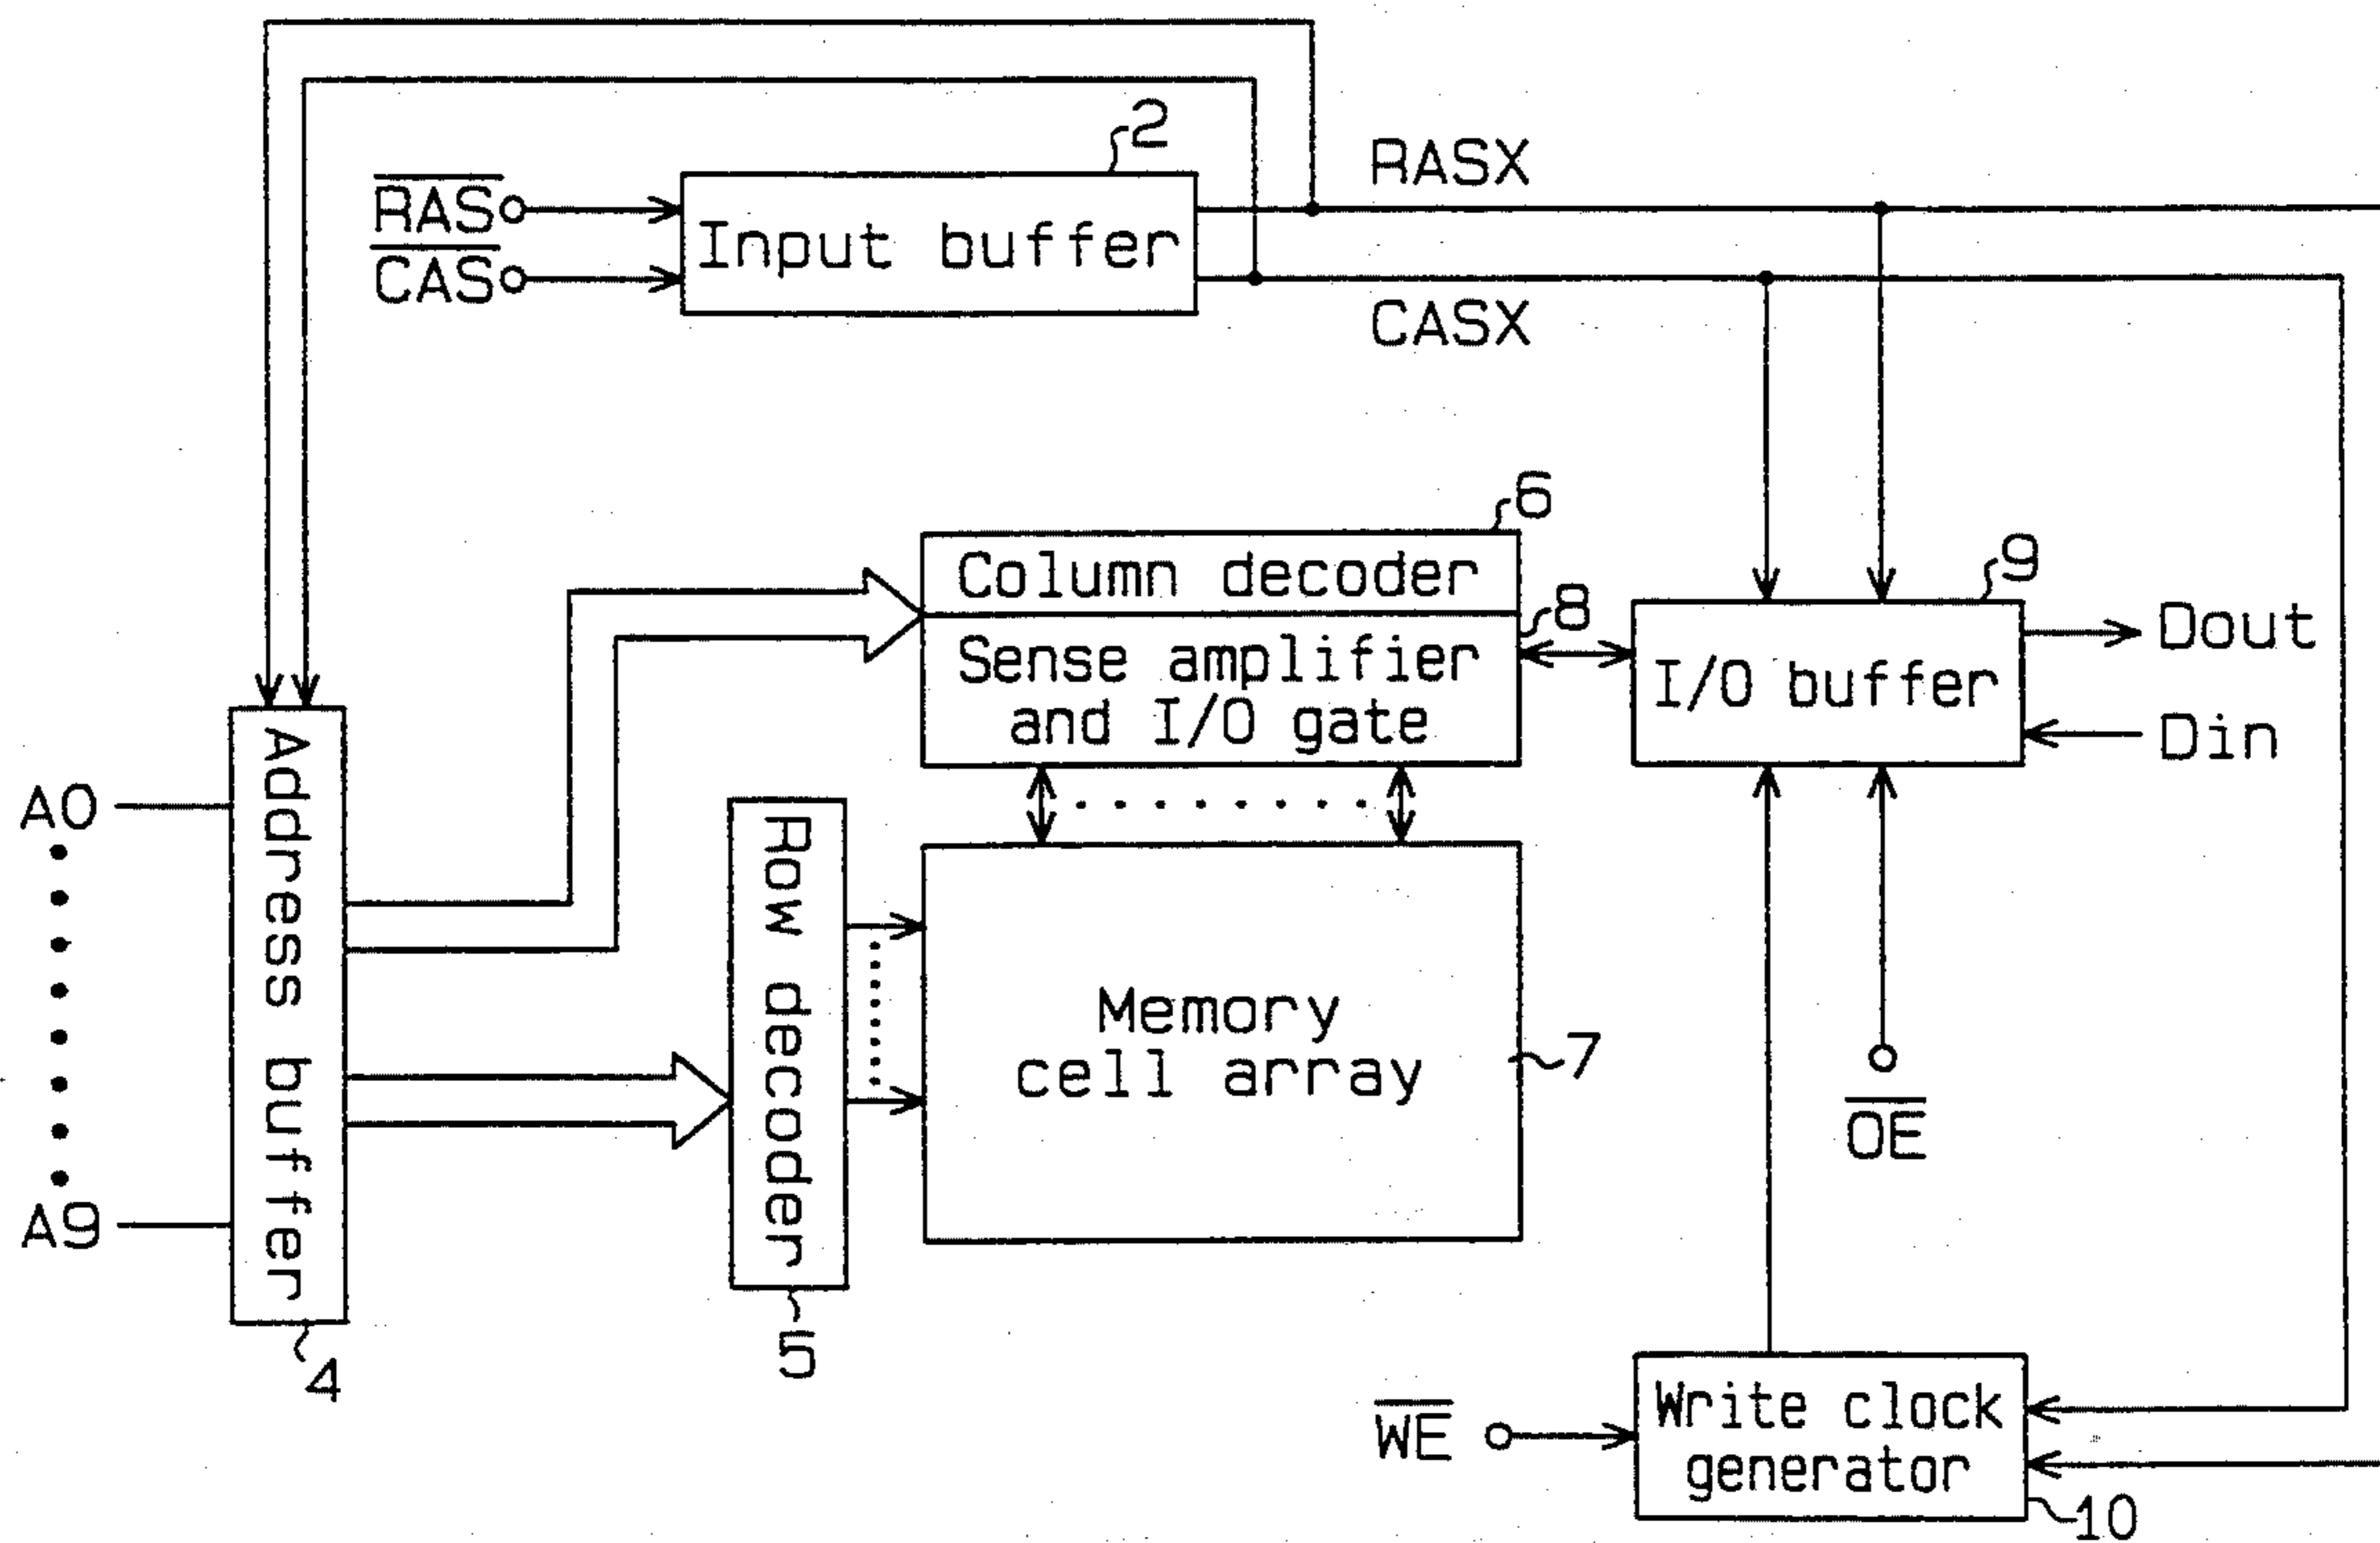 2
RASX
RAS
Input buffer
CAS
CASX
6
Column decoder
9
8
Dout
Sense amplifier
and I/O gate
I/O buffer
Din
A0
Address buffer
Row decoder
Memory
cell array
7
OE
A9
5
4
WE
Write clock
generator
10